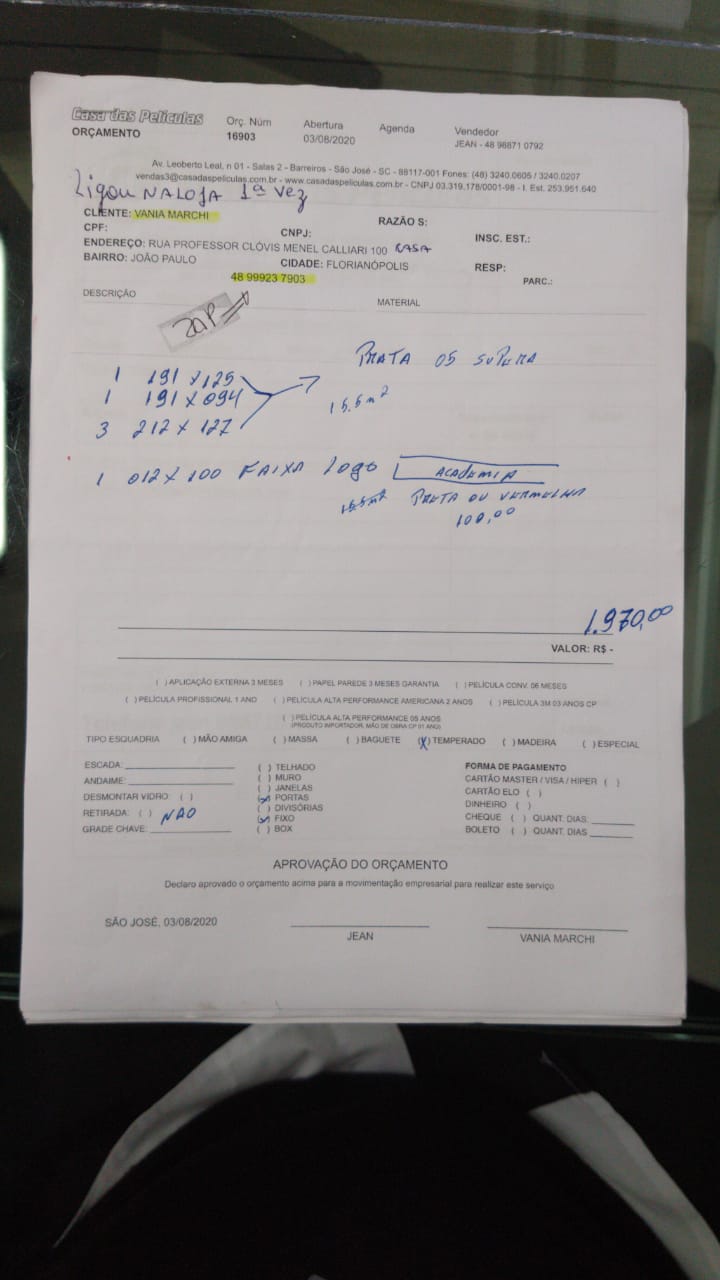 Casa das Películas
ORÇAMENTO
Orç. Núm
16903
Abertura
03/08/2020
Agenda
Vendedor
JEAN - 48 98871 0792
Av. Leoberto Leal, n 01 - Salas 2 - Barreiros - São José - SC - 88117-001 Fones: (48) 3240.0605 / 3240.0207
vendas3@casadaspeliculas.com.br - www.casadaspeliculas.com.br - CNPJ 03.319.178/0001-98 - I. Est. 253.951.640
Ligou NA LOJA 1ª vez
CLIENTE: VANIA MARCHI
RAZÃO S:
CPF:
CNPJ:
INSC. EST.:
ENDEREÇO: RUA PROFESSOR CLÓVIS MENEL CALLIARI 100 CASA
BAIRRO: JOÃO PAULO
CIDADE: FLORIANÓPOLIS
RESP:
48 99923 7903
PARC.:
DESCRIÇÃO
MATERIAL
ZAP
PRATA 05 SUPERA
1 191 X 125
1 191 X 094
15.5m²
3 212 X 127
1 012 X 100 FAIXA Logo ACADEMIA
15.5m² PRETA OU VERMELHA
100,00
1.970,00
VALOR: R$ -
( ) APLICAÇÃO EXTERNA 3 MESES ( ) PAPEL PAREDE 3 MESES GARANTIA ( ) PELÍCULA CONV. 06 MESES
( ) PELÍCULA PROFISSIONAL 1 ANO ( ) PELÍCULA ALTA PERFORMANCE AMERICANA 2 ANOS ( ) PELÍCULA 3M 03 ANOS CP
( ) PELÍCULA ALTA PERFORMANCE 05 ANOS
(PRODUTO IMPORTADOR, MÃO DE OBRA CP 01 ANO)
TIPO ESQUADRIA ( ) MÃO AMIGA ( ) MASSA ( ) BAGUETE (X) TEMPERADO ( ) MADEIRA ( ) ESPECIAL
ESCADA:
ANDAIME:
DESMONTAR VIDRO: ( )
RETIRADA: ( ) NÃO
GRADE CHAVE:
( ) TELHADO
( ) MURO
( ) JANELAS
(x) PORTAS
( ) DIVISÓRIAS
(x) FIXO
( ) BOX
FORMA DE PAGAMENTO
CARTÃO MASTER / VISA / HIPER ( )
CARTÃO ELO ( )
DINHEIRO ( )
CHEQUE ( ) QUANT. DIAS.
BOLETO ( ) QUANT. DIAS
APROVAÇÃO DO ORÇAMENTO
Declaro aprovado o orçamento acima para a movimentação empresarial para realizar este serviço
SÃO JOSÉ, 03/08/2020
JEAN
VANIA MARCHI